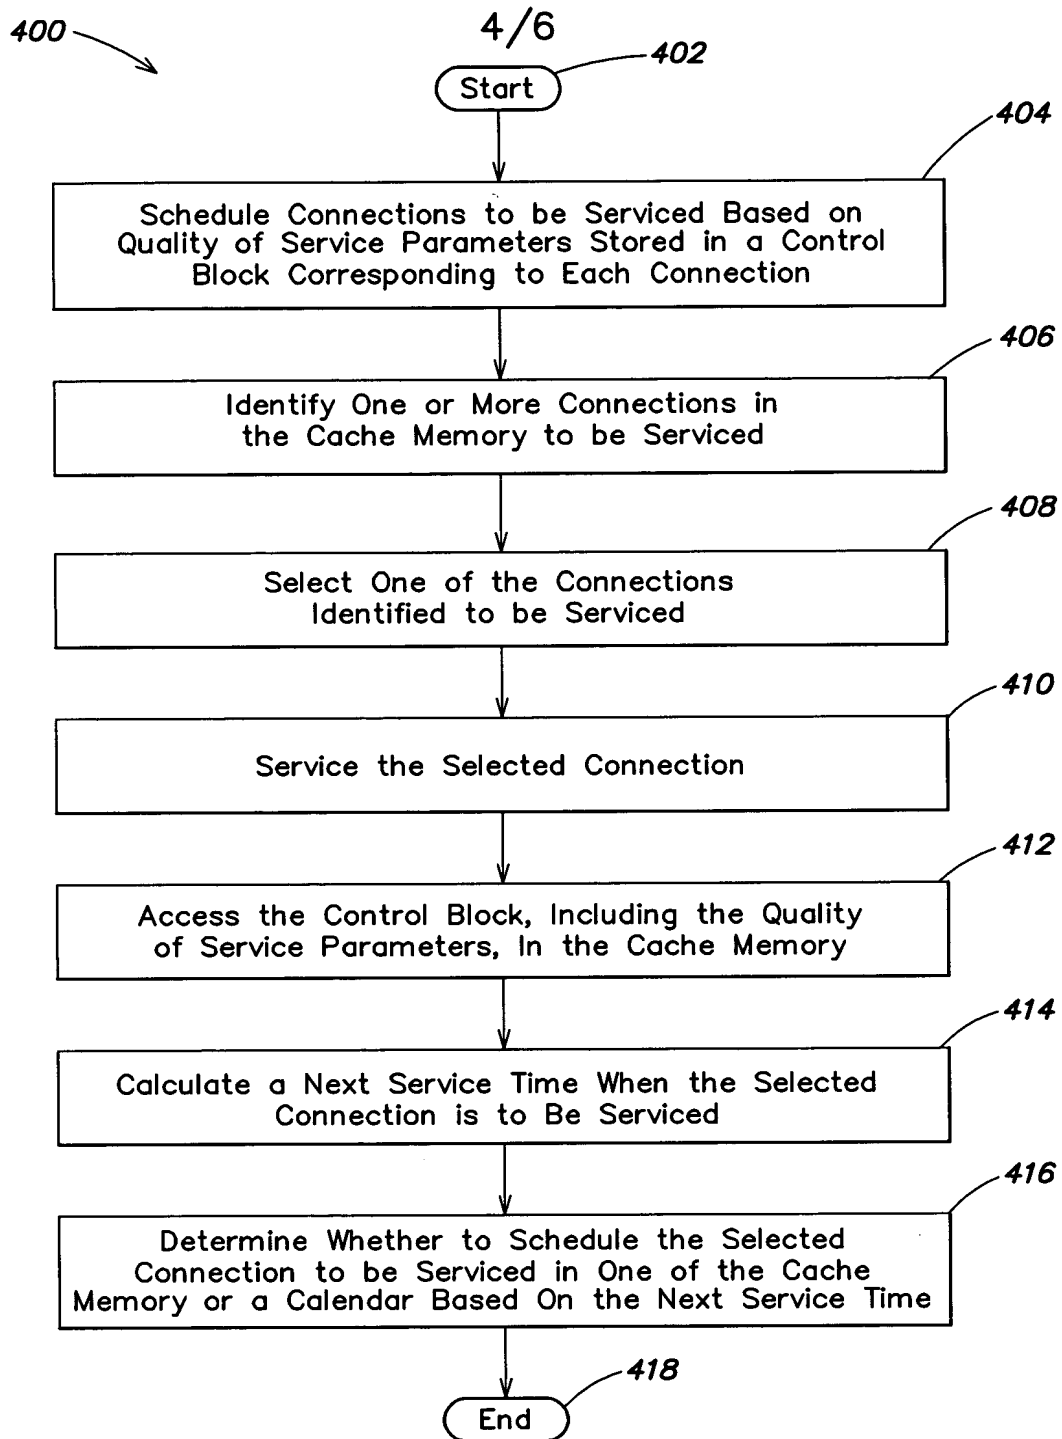 4/6
400
402
Start
404
Schedule Connections to be Serviced Based on
Quality of Service Parameters Stored in a Control
Block Corresponding to Each Connection
406
Identify One or More Connections in
the Cache Memory to be Serviced
408
Select One of the Connections
Identified to be Serviced
410
Service the Selected Connection
412
Access the Control Block, Including the Quality
of Service Parameters, In the Cache Memory
414
Calculate a Next Service Time When the Selected
Connection is to Be Serviced
416
Determine Whether to Schedule the Selected
Connection to be Serviced in One of the Cache
Memory or a Calendar Based On the Next Service Time
418
End